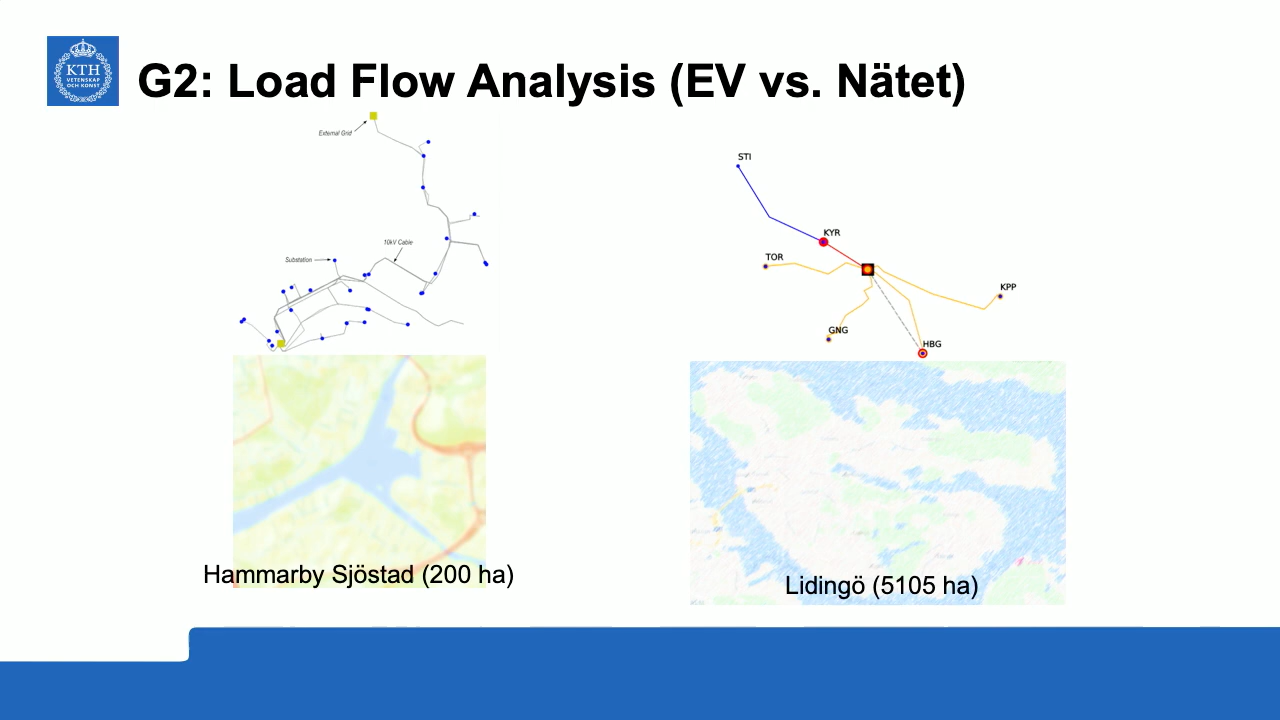 KTH
VETENSKAP
OCH KONST
G2: Load Flow Analysis (EV vs. Nätet)
External Grid
10kV Cable
Substation
STI
KYR
TOR
KPP
GNG
HBG
Hammarby Sjöstad (200 ha)
Lidingö (5105 ha)